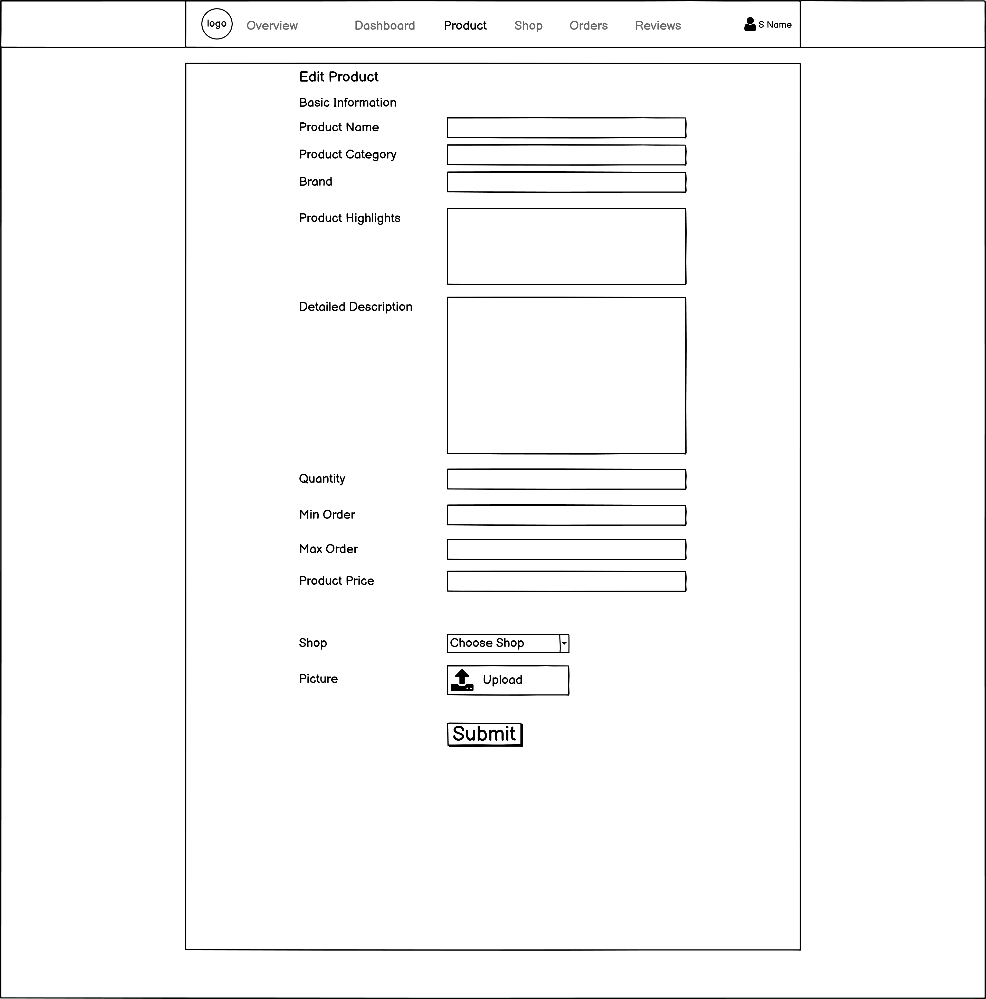 logo Overview Dashboard Product Shop Orders Reviews S Name
Edit Product
Basic Information
Product Name
Product Category
Brand
Product Highlights
Detailed Description
Quantity
Min Order
Max Order
Product Price
Shop Choose Shop
Picture Upload
Submit